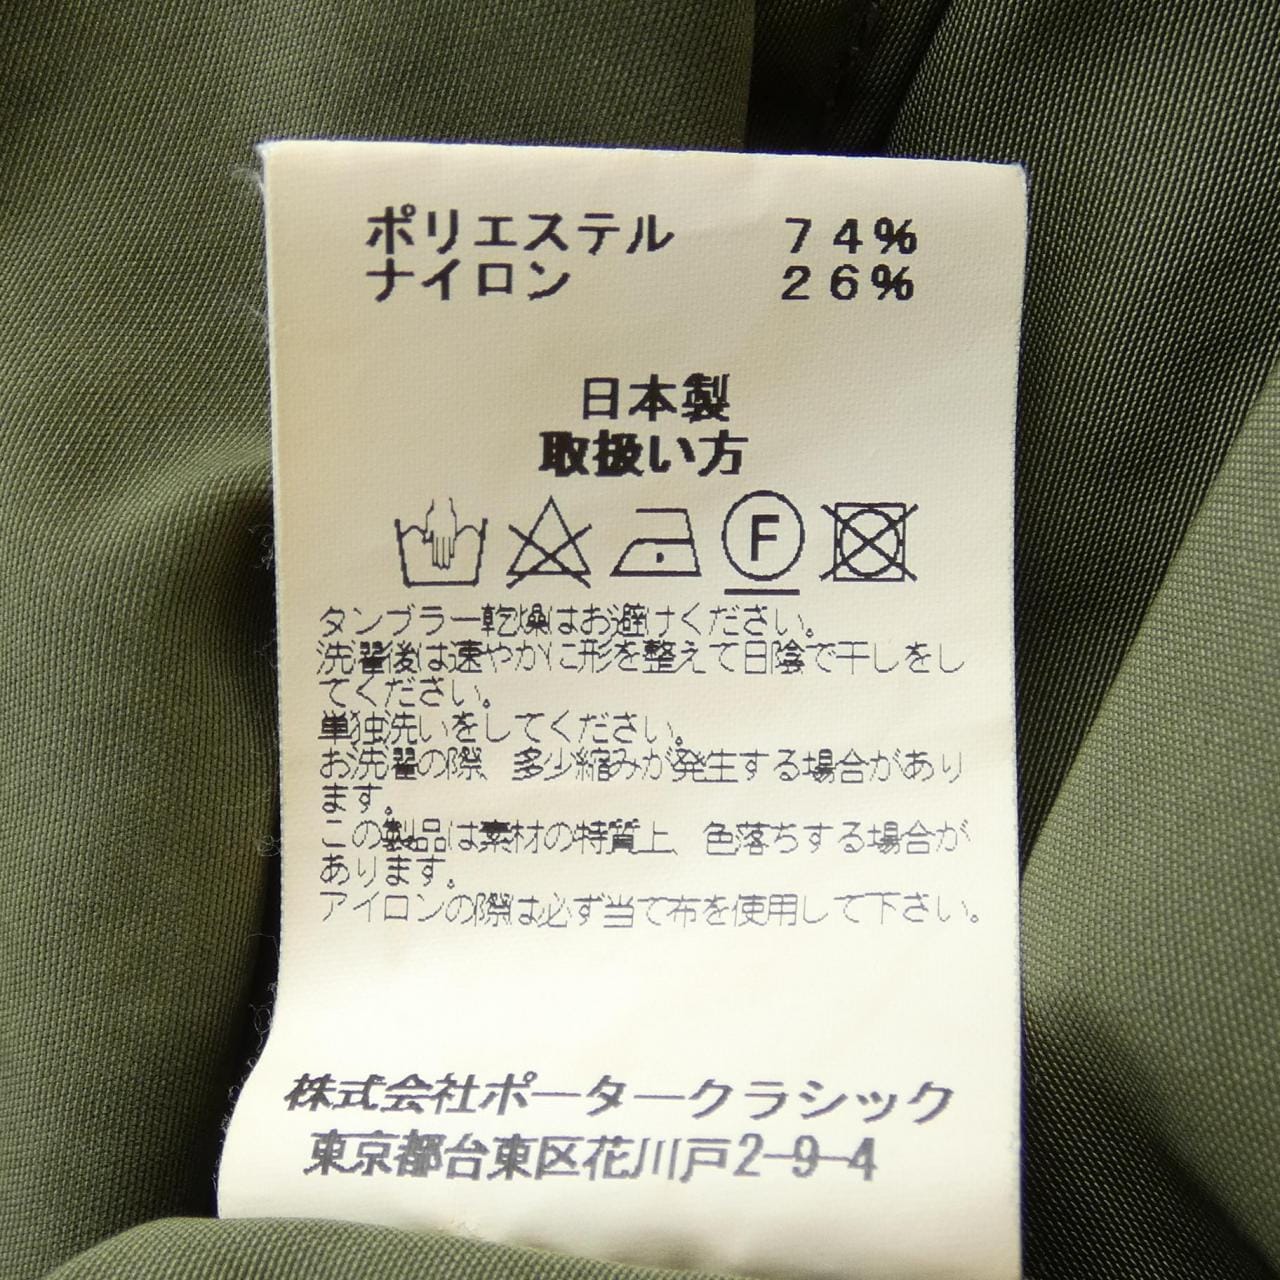 ポリエステル 74%
ナイロン 26%
日本製
取扱い方
F
タンブラー乾燥はお避けください。
洗濯後は速やかに形を整えて日陰で干しをし
てください。
単独洗いをしてください。
お洗濯の際 多少縮みが発生する場合があり
ます。
この製品は素材の特質上、色落ちする場合が
あります。
アイロンの際は必ず当て布を使用して下さい。
株式会社ポータークラシック
東京都台東区花川戸2-9-4